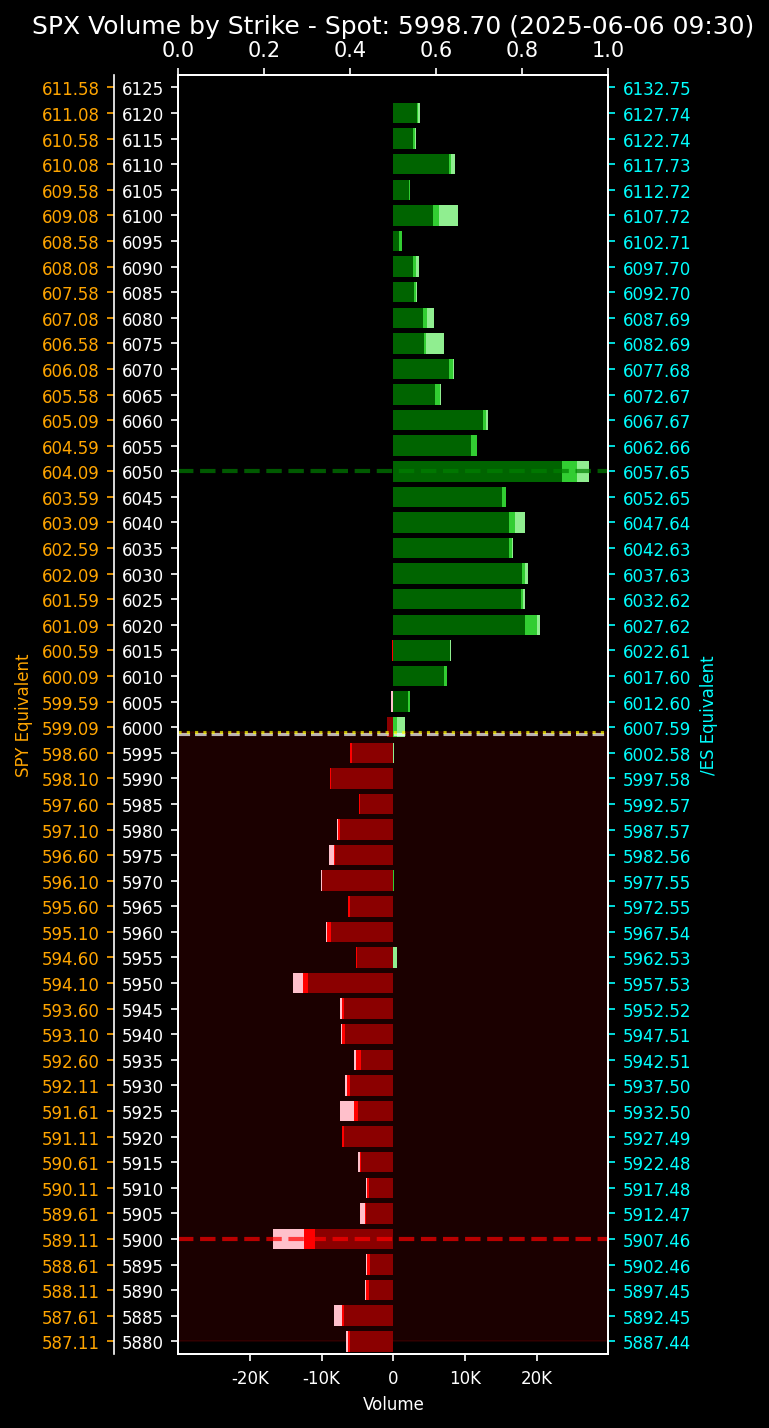 SPX Volume by Strike - Spot: 5998.70 (2025-06-06 09:30)
0.0 0.2 0.4 0.6 0.8 1.0
611.58 6125 6132.75
611.08 6120 6127.74
610.58 6115 6122.74
610.08 6110 6117.73
609.58 6105 6112.72
609.08 6100 6107.72
608.58 6095 6102.71
608.08 6090 6097.70
607.58 6085 6092.70
607.08 6080 6087.69
606.58 6075 6082.69
606.08 6070 6077.68
605.58 6065 6072.67
605.09 6060 6067.67
604.59 6055 6062.66
604.09 6050 6057.65
603.59 6045 6052.65
603.09 6040 6047.64
602.59 6035 6042.63
602.09 6030 6037.63
601.59 6025 6032.62
601.09 6020 6027.62
600.59 6015 6022.61
600.09 6010 6017.60
599.59 6005 6012.60
599.09 6000 6007.59
598.60 5995 6002.58
598.10 5990 5997.58
597.60 5985 5992.57
597.10 5980 5987.57
596.60 5975 5982.56
596.10 5970 5977.55
595.60 5965 5972.55
595.10 5960 5967.54
594.60 5955 5962.53
594.10 5950 5957.53
593.60 5945 5952.52
593.10 5940 5947.51
592.60 5935 5942.51
592.11 5930 5937.50
591.61 5925 5932.50
591.11 5920 5927.49
590.61 5915 5922.48
590.11 5910 5917.48
589.61 5905 5912.47
589.11 5900 5907.46
588.61 5895 5902.46
588.11 5890 5897.45
587.61 5885 5892.45
587.11 5880 5887.44
SPY Equivalent
/ES Equivalent
-20K -10K 0 10K 20K
Volume